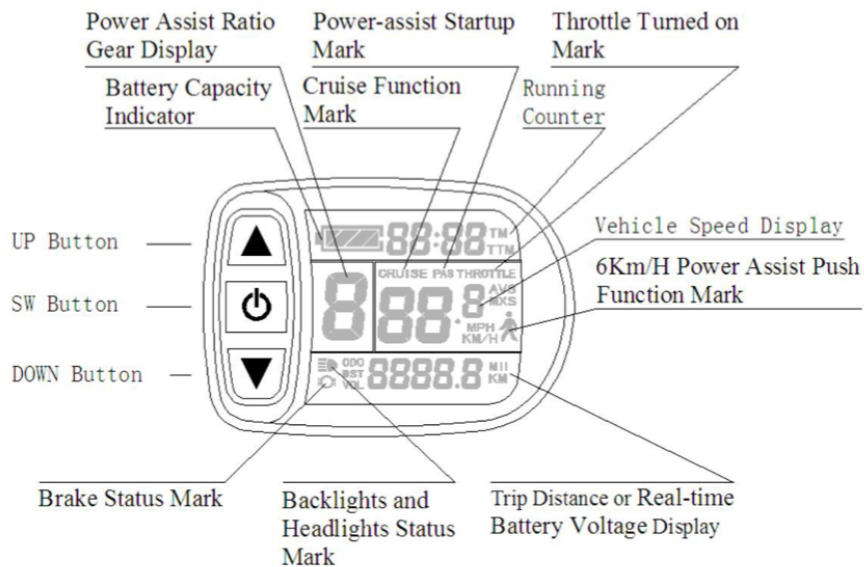 Power Assist Ratio
Gear Display
Power-assist Startup
Mark
Throttle Turned on
Mark
Battery Capacity
Indicator
Cruise Function
Mark
Running
Counter
UP Button
SW Button
DOWN Button
88:88 TM
TTM
8
CRUISE PAS THROTTLE
88.8
AVS
MXS
MPH
KM/H
ODO
DST
VOL
8888.8
MIL
KM
Vehicle Speed Display
6Km/H Power Assist Push
Function Mark
Brake Status Mark
Backlights and
Headlights Status
Mark
Trip Distance or Real-time
Battery Voltage Display